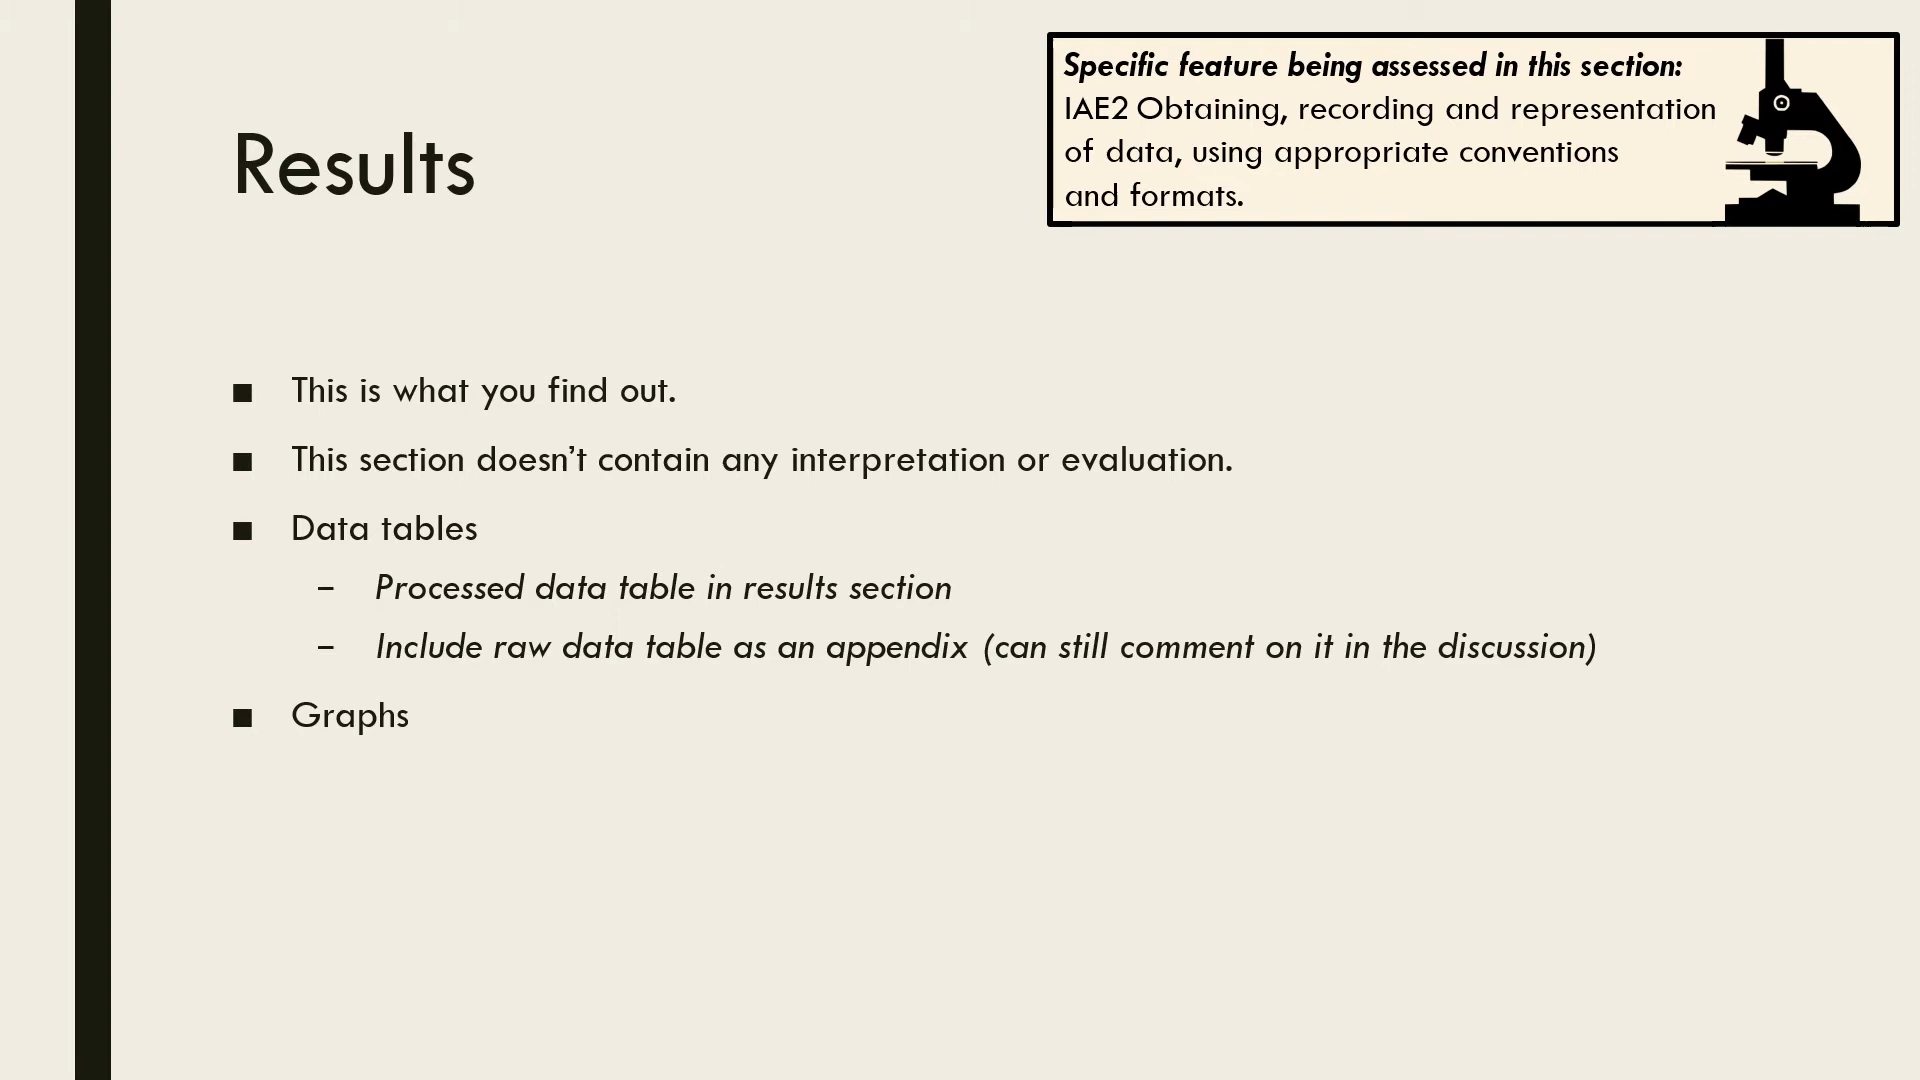 Specific feature being assessed in this section:
IAE2 Obtaining, recording and representation
of data, using appropriate conventions
and formats.
Results
■ This is what you find out.
■ This section doesn’t contain any interpretation or evaluation.
■ Data tables
– Processed data table in results section
– Include raw data table as an appendix (can still comment on it in the discussion)
■ Graphs